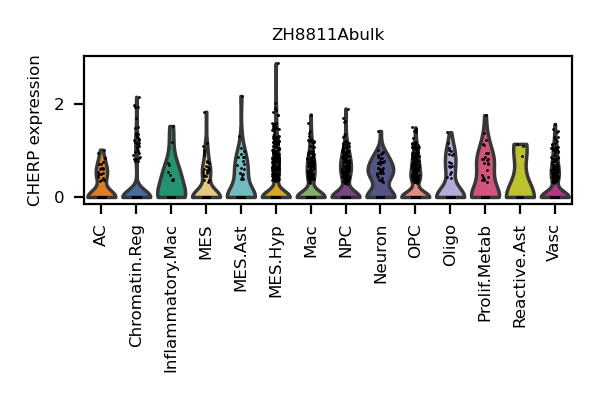 ZH8811Abulk
CHERP expression
2
0
AC
Chromatin.Reg
Inflammatory.Mac
MES
MES.Ast
MES.Hyp
Mac
NPC
Neuron
OPC
Oligo
Prolif.Metab
Reactive.Ast
Vasc